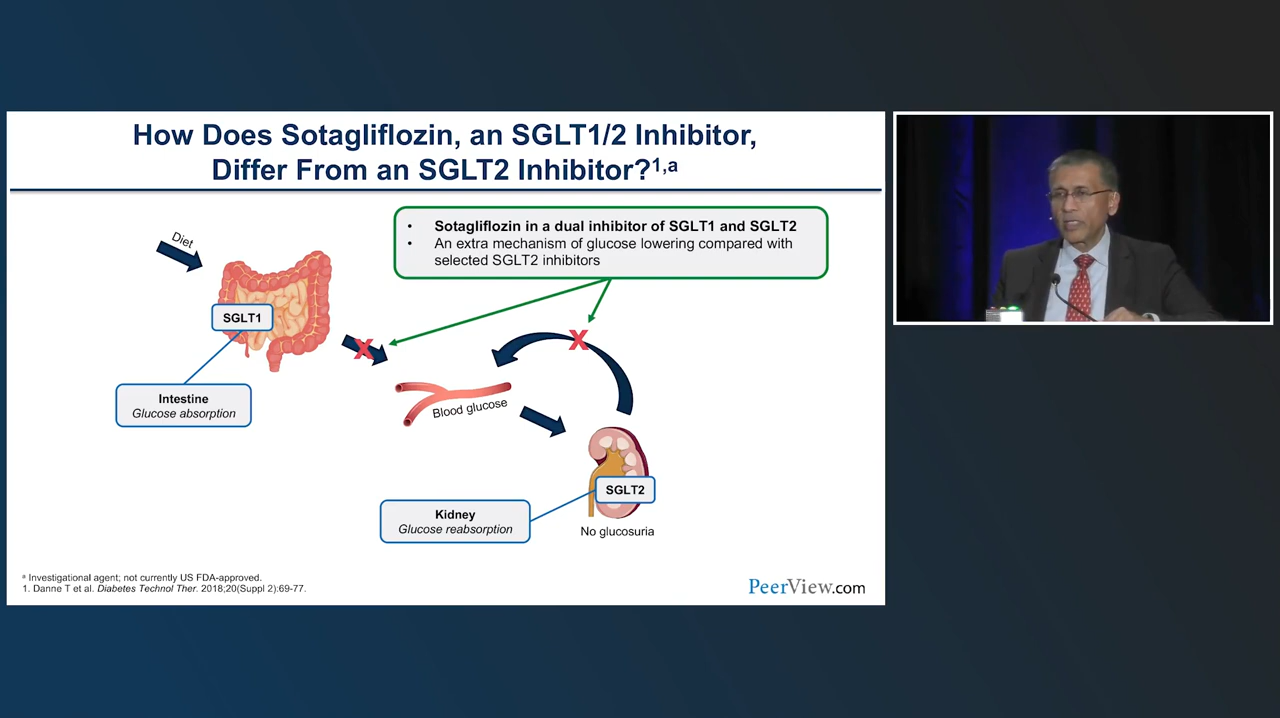 How Does Sotagliflozin, an SGLT1/2 Inhibitor,
Differ From an SGLT2 Inhibitor?1,a
• Sotagliflozin in a dual inhibitor of SGLT1 and SGLT2
• An extra mechanism of glucose lowering compared with
selected SGLT2 inhibitors
Diet
SGLT1
X
X
Intestine
Glucose absorption
Blood glucose
SGLT2
Kidney
Glucose reabsorption
No glucosuria
a Investigational agent; not currently US FDA-approved.
1. Danne T et al. Diabetes Technol Ther. 2018;20(Suppl 2):69-77.
PeerView.com